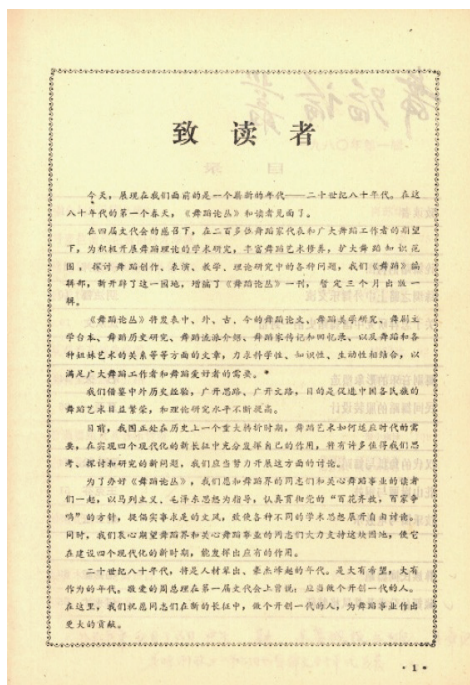 致读者
今天，展现在我们面前的是一个崭新的年代——二十世纪八十年代。在这
八十年代的第一个春天，《舞蹈论丛》和读者见面了。
在四届文代会的感召下，在二百多位舞蹈家代表和广大舞蹈工作者的期望
下，为积极开展舞蹈理论的学术研究，丰富舞蹈艺术修养，扩大舞蹈知识范
围，探讨舞蹈创作、表演、教学、理论研究中的各种问题，我们《舞蹈》编
辑部，新开辟了这一园地，增编了《舞蹈论丛》一刊，暂定三个月出版一
辑。
《舞蹈论丛》将发表中、外、古、今的舞蹈论文、舞蹈美学研究、舞剧文
学台本、舞蹈历史研究、舞蹈流派介绍、舞蹈家传记和回忆录、以及舞蹈和各
种姐妹艺术的关系等等方面的文章，力求科学性、知识性、生动性相结合，以
满足广大舞蹈工作者和舞蹈爱好者的需要。
我们借鉴中外历史经验，广开思路、广开文路，目的是促进中国各民族的
舞蹈艺术日益繁荣，和理论研究水平不断提高。
目前，我国正处在历史上一个重大转折时期，舞蹈艺术如何适应时代的需
要，在实现四个现代化的新长征中充分发挥自己的作用，将有许多值得我们思
考、探讨和研究的新问题，我们应当努力开展这方面的讨论。
为了办好《舞蹈论丛》，我们愿和舞蹈界的同志们和关心舞蹈事业的读者
们一起，以马列主义、毛泽东思想为指导，认真贯彻党的“百花齐放，百家争
鸣”的方针，提倡实事求是的文风，致使各种不同的学术思想展开自由讨论。
同时，我们衷心期望舞蹈界和关心舞蹈事业的同志们大力支持这块园地，使它
在建设四个现代化的新时期，能发挥出应有的作用。
二十世纪八十年代，将是人材辈出、豪杰峰起的年代。是大有希望，大有
作为的年代。敬爱的周总理在第一届文代会上曾说：应当做个开创一代的人。
在这里，我们祝愿同志们在新的长征中，做个开创一代的人，为舞蹈事业作出
更大的贡献。
· 1 ·